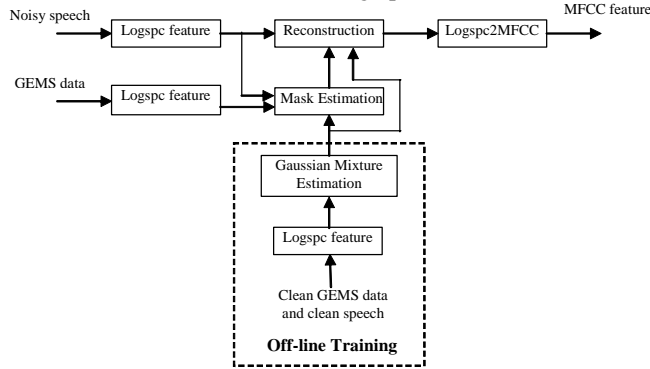 Noisy speech
Logspc feature
Reconstruction
Logspc2MFCC
MFCC feature
GEMS data
Logspc feature
Mask Estimation
Gaussian Mixture
Estimation
Logspc feature
Clean GEMS data
and clean speech
Off-line Training